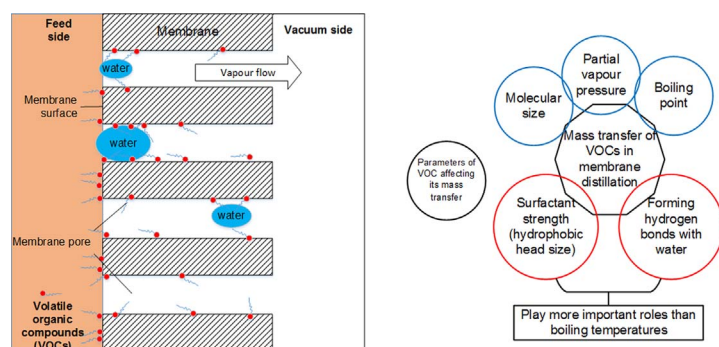 Feed
side
Membrane
Vacuum side
water
Vapour flow
Membrane
surface
water
water
Membrane pore
Volatile
organic
compounds
(VOCs)
Partial
vapour
pressure
Molecular
size
Boiling
point
Mass transfer of
VOCs in
membrane
distillation
Parameters of
VOC affecting
its mass
transfer
Surfactant
strength
(hydrophobic
head size)
Forming
hydrogen
bonds with
water
Play more important roles than
boiling temperatures